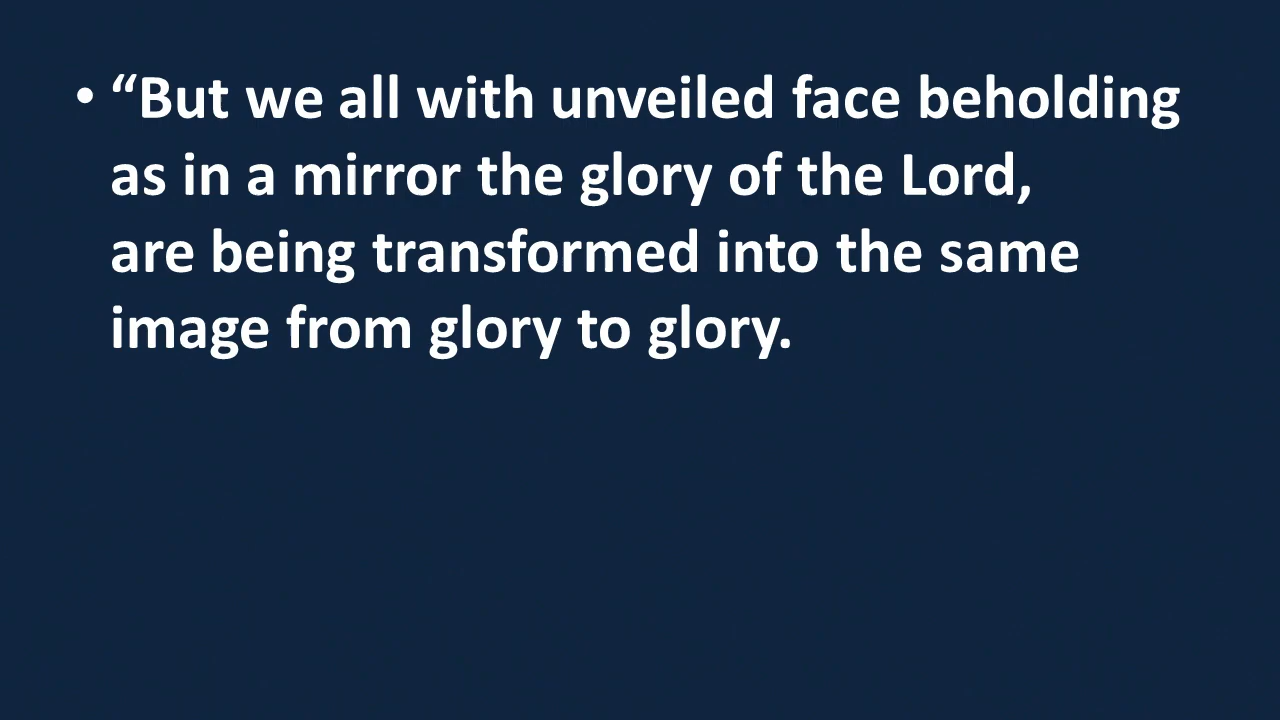 • “But we all with unveiled face beholding
as in a mirror the glory of the Lord,
are being transformed into the same
image from glory to glory.